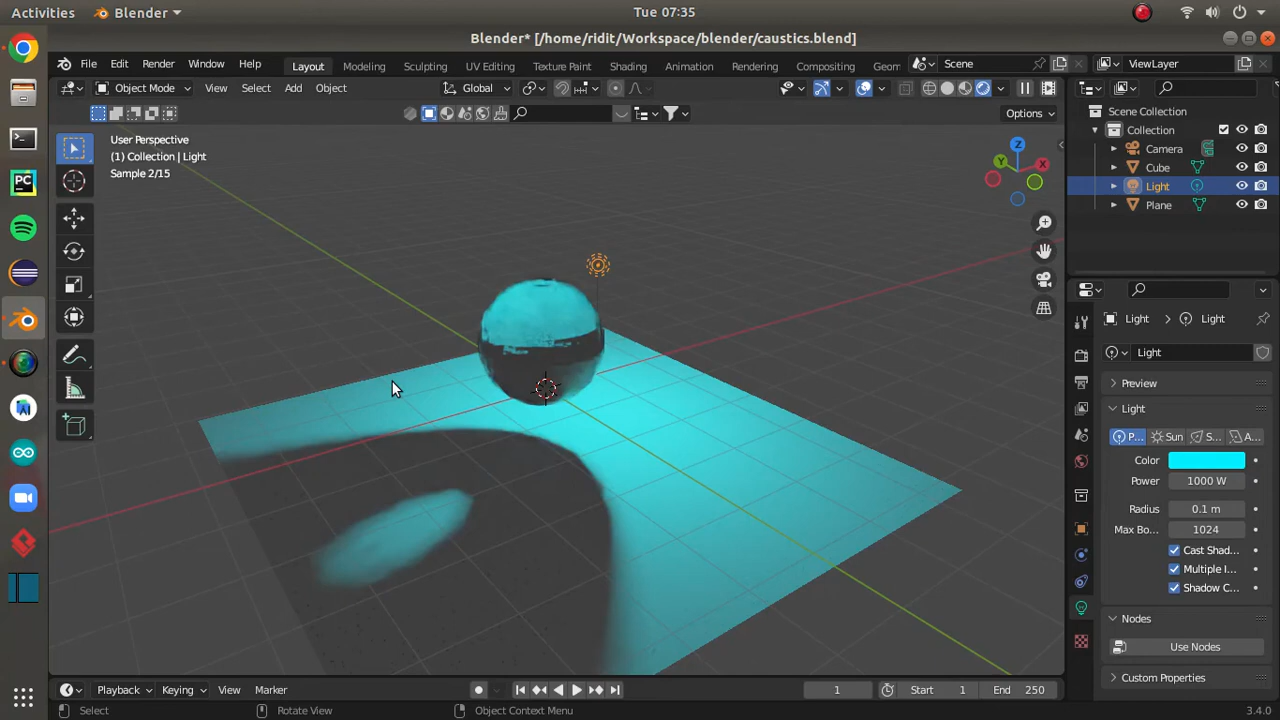 Activities Blender Tue 07:35
Blender* [/home/ridit/Workspace/blender/caustics.blend]
File Edit Render Window Help Layout Modeling Sculpting UV Editing Texture Paint Shading Animation Rendering Compositing Geom Scene ViewLayer
Object Mode View Select Add Object Global
Options
User Perspective
(1) Collection | Light
Sample 2/15
Z
Y
X
Scene Collection
Collection
Camera
Cube
Light
Plane
Light Light
Light
Preview
Light
P... Sun S... A...
Color
Power 1000 W
Radius 0.1 m
Max Bo... 1024
Cast Shad...
Multiple I...
Shadow C...
Nodes
Use Nodes
Custom Properties
PC
Playback Keying View Marker 1 Start 1 End 250
Select Rotate View Object Context Menu 3.4.0